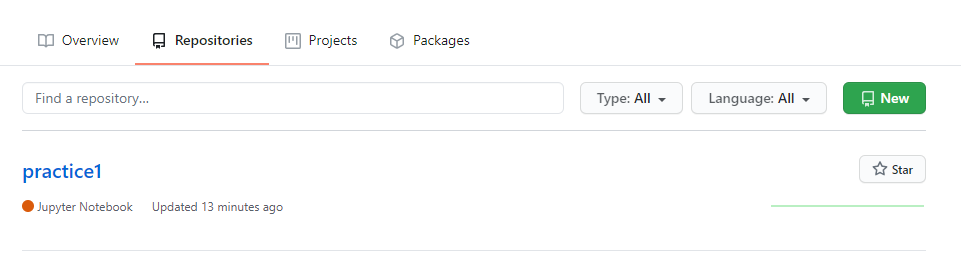 Overview Repositories Projects Packages
Find a repository... Type: All Language: All New
practice1 Star
Jupyter Notebook Updated 13 minutes ago